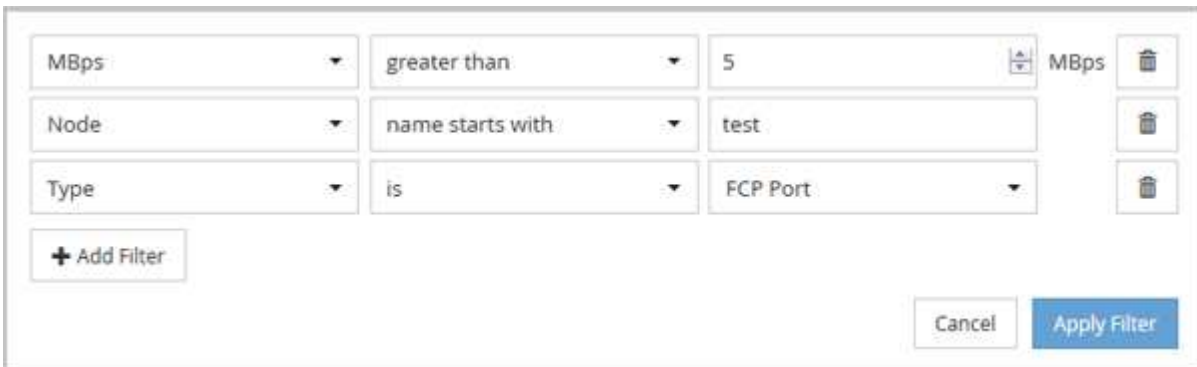 MBps greater than 5 MBps
Node name starts with test
Type is FCP Port
+ Add Filter
Cancel Apply Filter